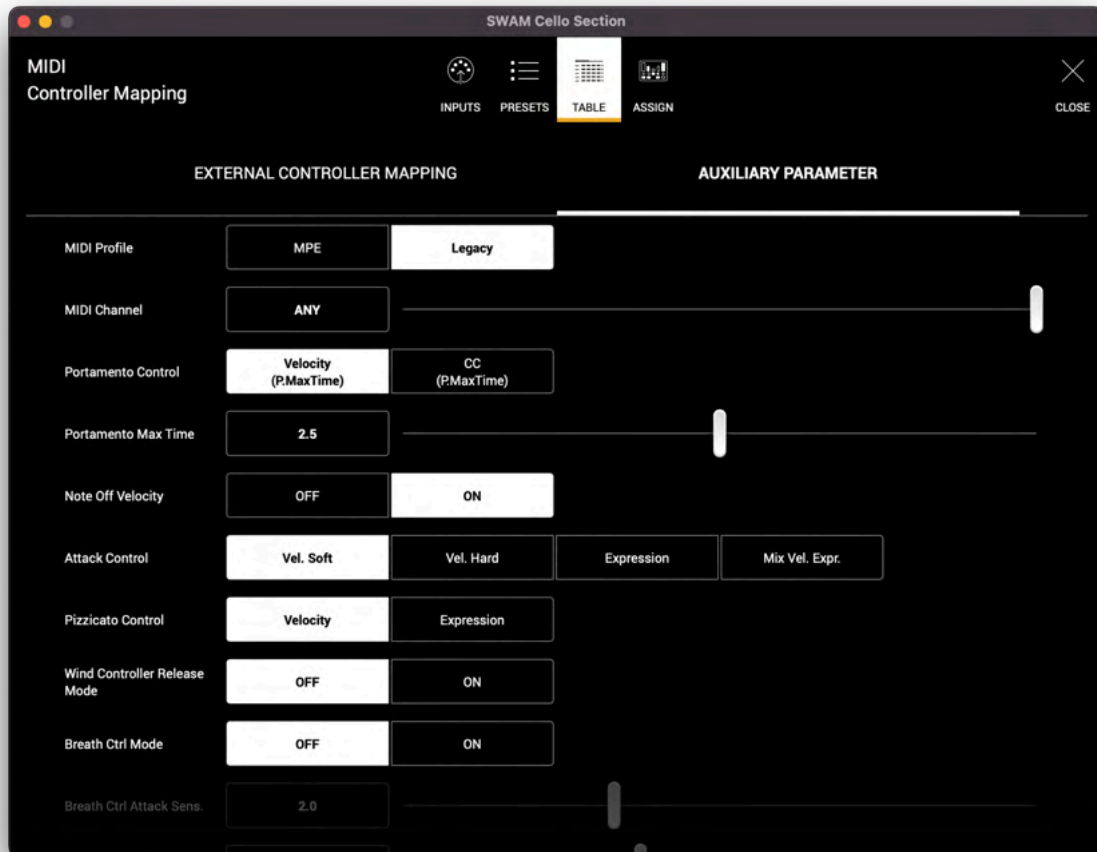 SWAM Cello Section
MIDI
Controller Mapping
INPUTS
PRESETS
TABLE
ASSIGN
CLOSE
EXTERNAL CONTROLLER MAPPING
AUXILIARY PARAMETER
MIDI Profile
MPE
Legacy
MIDI Channel
ANY
Portamento Control
Velocity
(P.MaxTime)
CC
(P.MaxTime)
Portamento Max Time
2.5
Note Off Velocity
OFF
ON
Attack Control
Vel. Soft
Vel. Hard
Expression
Mix Vel. Expr.
Pizzicato Control
Velocity
Expression
Wind Controller Release
Mode
OFF
ON
Breath Ctrl Mode
OFF
ON
Breath Ctrl Attack Sens.
2.0